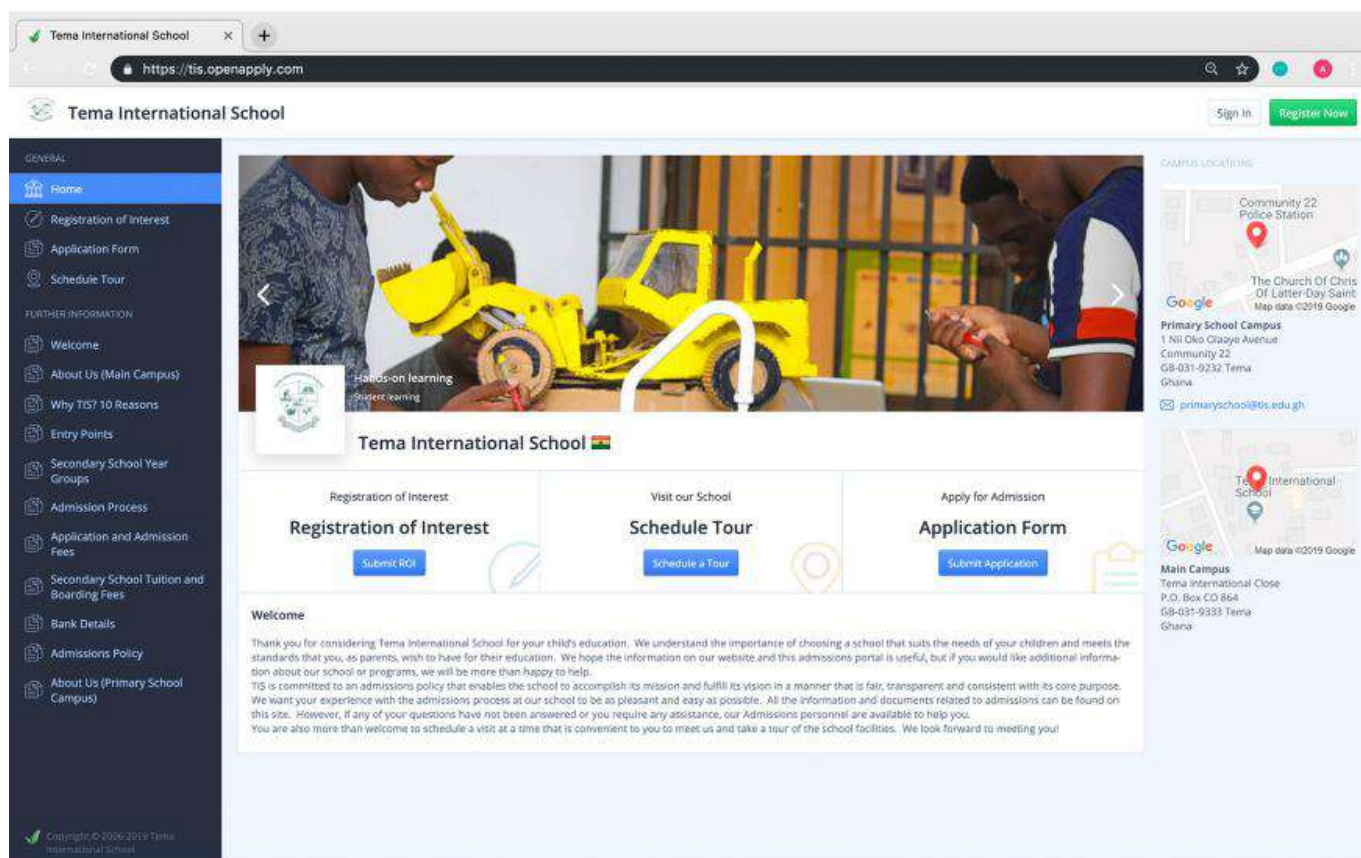 Tema International School
https://tis.openapply.com
Tema International School
Sign In
Register Now
GENERAL
Home
Registration of Interest
Application Form
Schedule Tour
FURTHER INFORMATION
Welcome
About Us (Main Campus)
Why TIS? 10 Reasons
Entry Points
Secondary School Year
Groups
Admission Process
Application and Admission
Fees
Secondary School Tuition and
Boarding Fees
Bank Details
Admissions Policy
About Us (Primary School
Campus)
Copyright © 2006-2019 Tema
International School
Hands-on learning
Student learning
Tema International School
Registration of Interest
Registration of Interest
Submit ROI
Visit our School
Schedule Tour
Schedule a Tour
Apply for Admission
Application Form
Submit Application
Welcome
Thank you for considering Tema International School for your child's education. We understand the importance of choosing a school that suits the needs of your children and meets the
standards that you, as parents, wish to have for their education. We hope the information on our website and this admissions portal is useful, but if you would like additional informa-
tion about our school or programs, we will be more than happy to help.
TIS is committed to an admissions policy that enables the school to accomplish its mission and fulfill its vision in a manner that is fair, transparent and consistent with its core purpose.
We want your experience with the admissions process at our school to be as pleasant and easy as possible. All the information and documents related to admissions can be found on
this site. However, if any of your questions have not been answered or you require any assistance, our Admissions personnel are available to help you.
You are also more than welcome to schedule a visit at a time that is convenient to you to meet us and take a tour of the school facilities. We look forward to meeting you!
CAMPUS LOCATIONS
Community 22
Police Station
The Church Of Chris
Of Latter-Day Saint
Google
Map data ©2019 Google
Primary School Campus
1 Nii Oko Olaaye Avenue
Community 22
GB-031-9232 Tema
Ghana
primaryschool@tis.edu.gh
International
School
Google
Map data ©2019 Google
Main Campus
Tema International Close
P.O. Box CO 864
GB-031-9333 Tema
Ghana